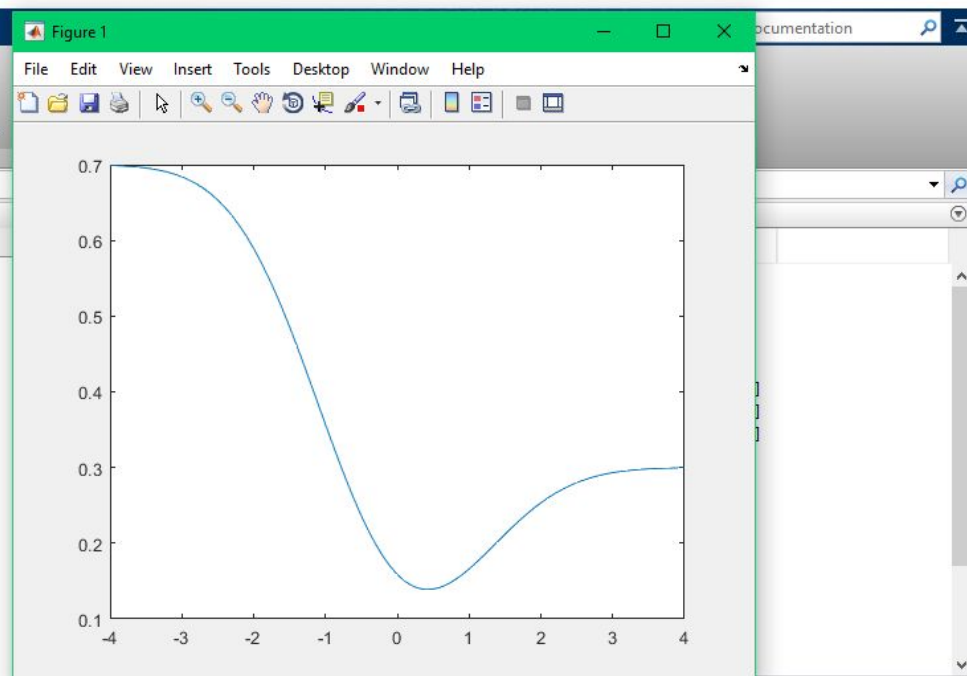 Figure 1
ocumentation
File Edit View Insert Tools Desktop Window Help
0.7
0.6
0.5
0.4
0.3
0.2
0.1
-4 -3 -2 -1 0 1 2 3 4
]
]
]